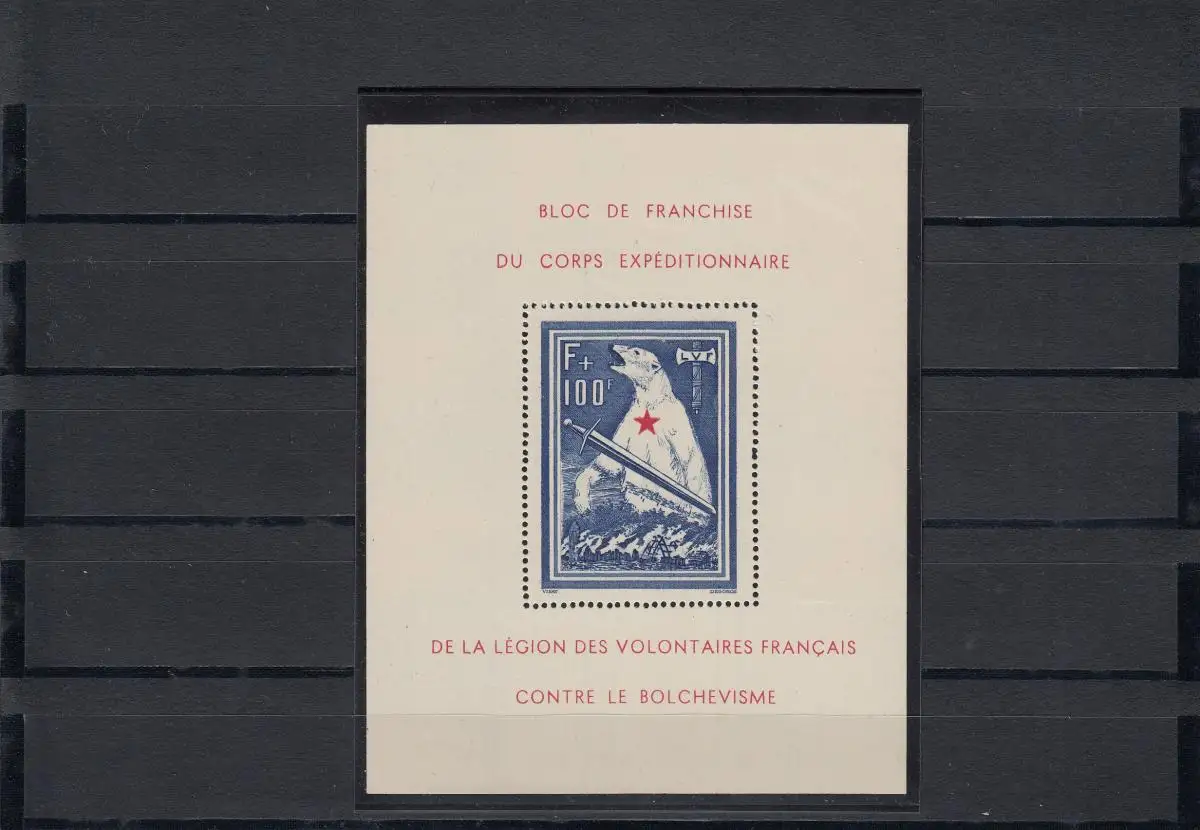 BLOC DE FRANCHISE
DU CORPS EXPÉDITIONNAIRE
F+
100F
LVF
DE LA LÉGION DES VOLONTAIRES FRANÇAIS
CONTRE LE BOLCHEVISME